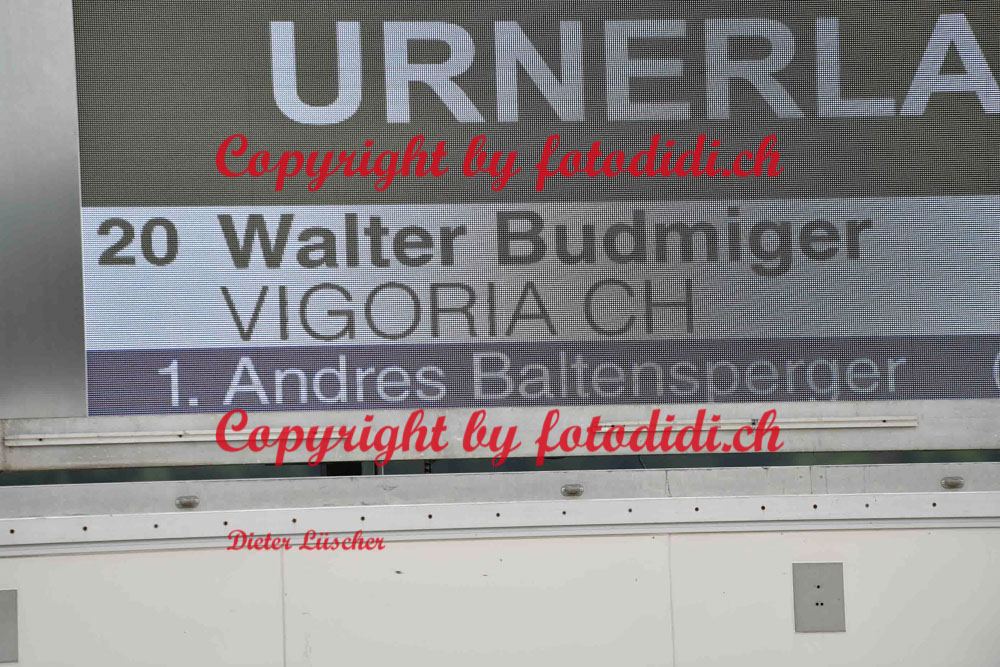 URNERLA
Copyright by fotodidi.ch
20 Walter Budmiger
VIGORIA CH
1. Andres Baltensperger (
Copyright by fotodidi.ch
Dieter Lüscher